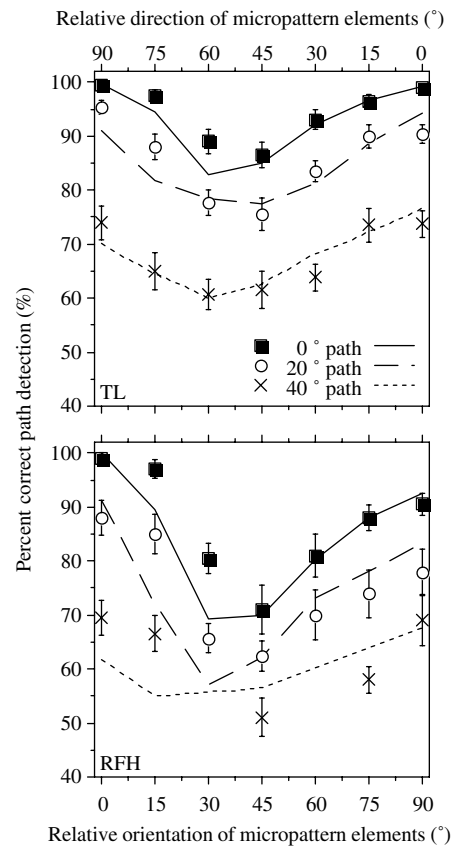 Relative direction of micropattern elements (°)
90 75 60 45 30 15 0
100
90
80
70
60
50
40
0 ° path
20 ° path
40 ° path
TL
Percent correct path detection (%)
100
90
80
70
60
50
40
RFH
0 15 30 45 60 75 90
Relative orientation of micropattern elements (°)